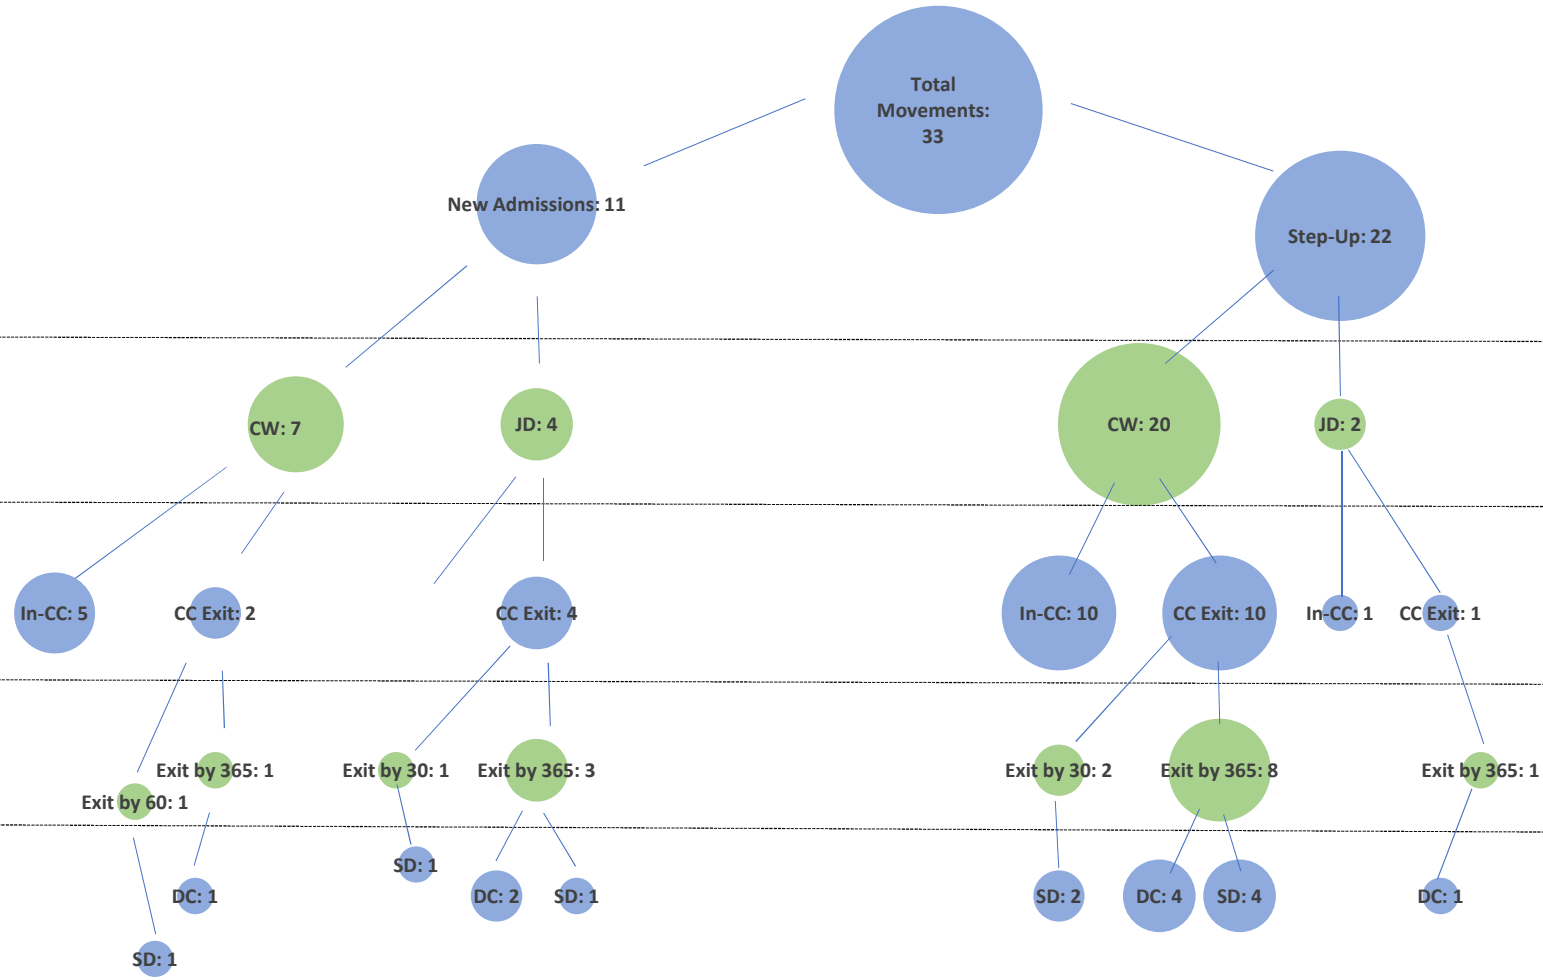 Total
Movements:
33
New Admissions: 11
Step-Up: 22
CW: 7
JD: 4
CW: 20
JD: 2
In-CC: 5
CC Exit: 2
CC Exit: 4
In-CC: 10
CC Exit: 10
In-CC: 1
CC Exit: 1
Exit by 365: 1
Exit by 30: 1
Exit by 365: 3
Exit by 30: 2
Exit by 365: 8
Exit by 365: 1
Exit by 60: 1
SD: 1
DC: 1
DC: 2
SD: 1
SD: 2
DC: 4
SD: 4
DC: 1
SD: 1